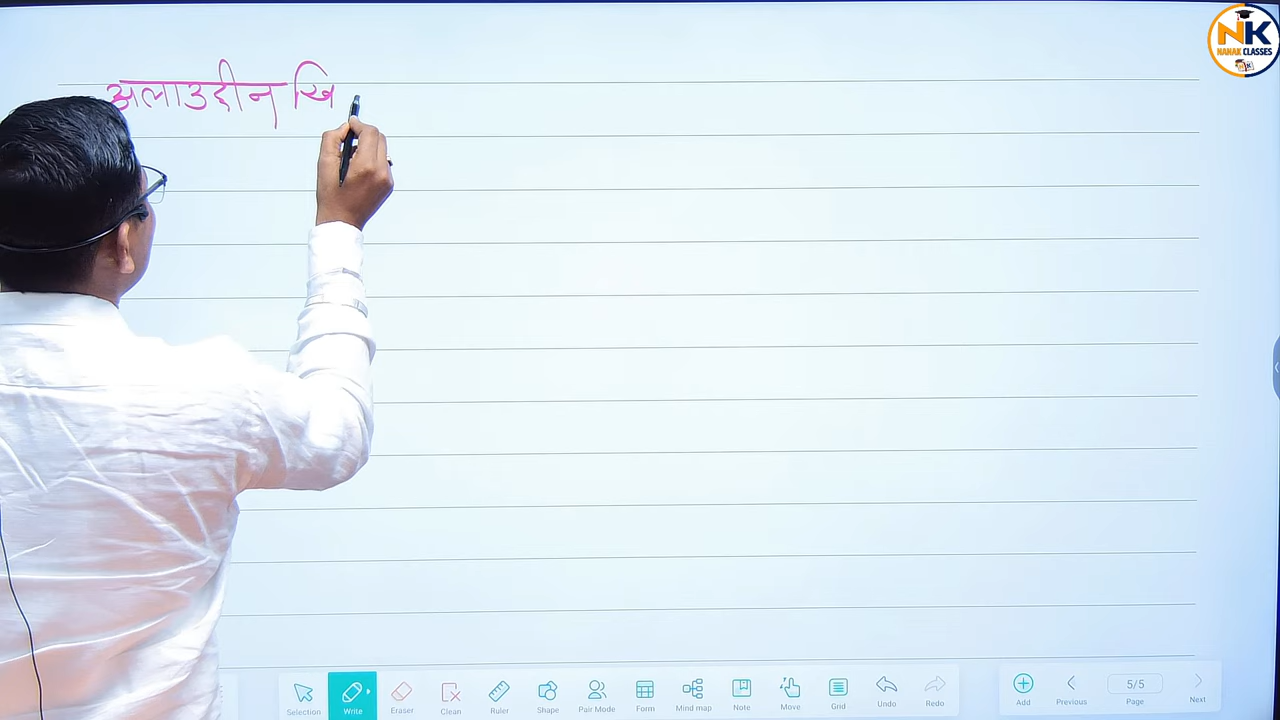 अलाउद्दीन खि
NK
NANAK CLASSES
Selection
Write
Eraser
Clean
Ruler
Shape
Pair Mode
Form
Mind map
Note
Move
Grid
Undo
Redo
Add
Previous
5/5
Page
Next